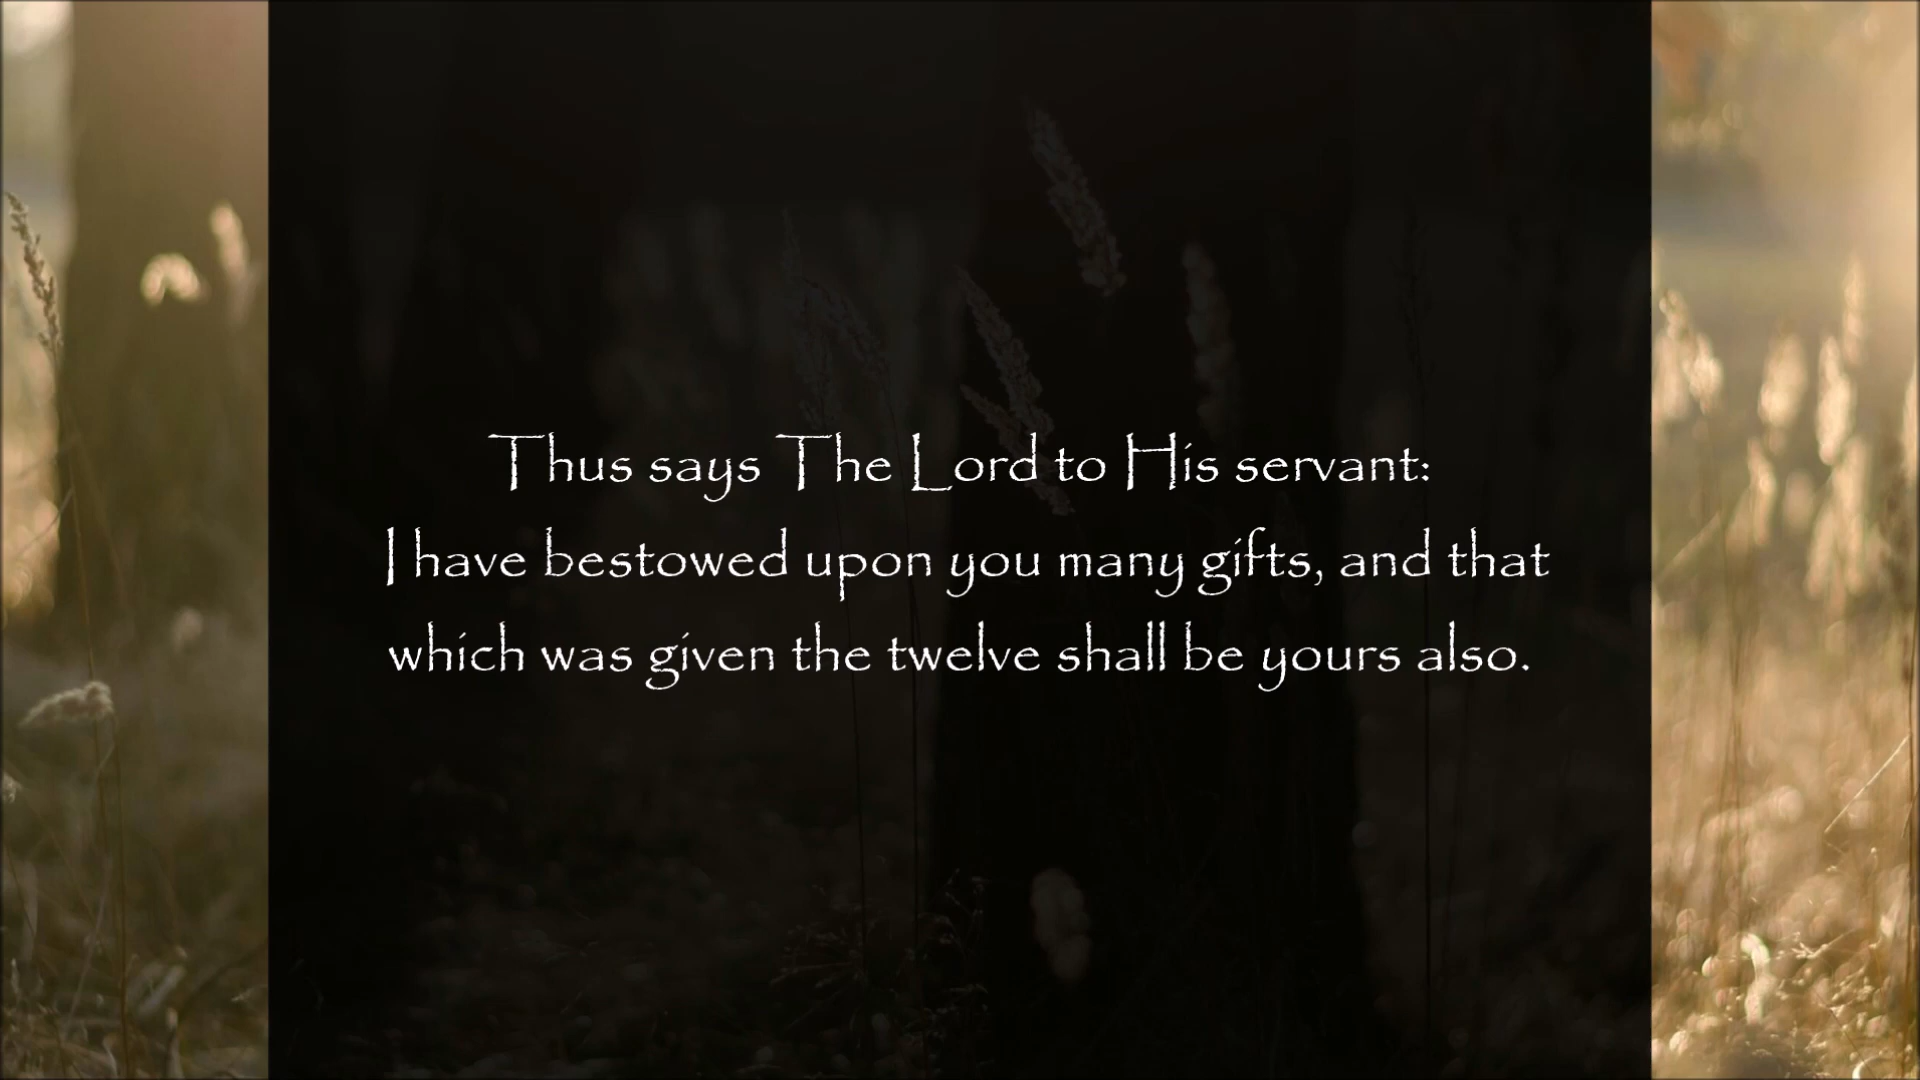 Thus says The Lord to His servant:
I have bestowed upon you many gifts, and that
which was given the twelve shall be yours also.